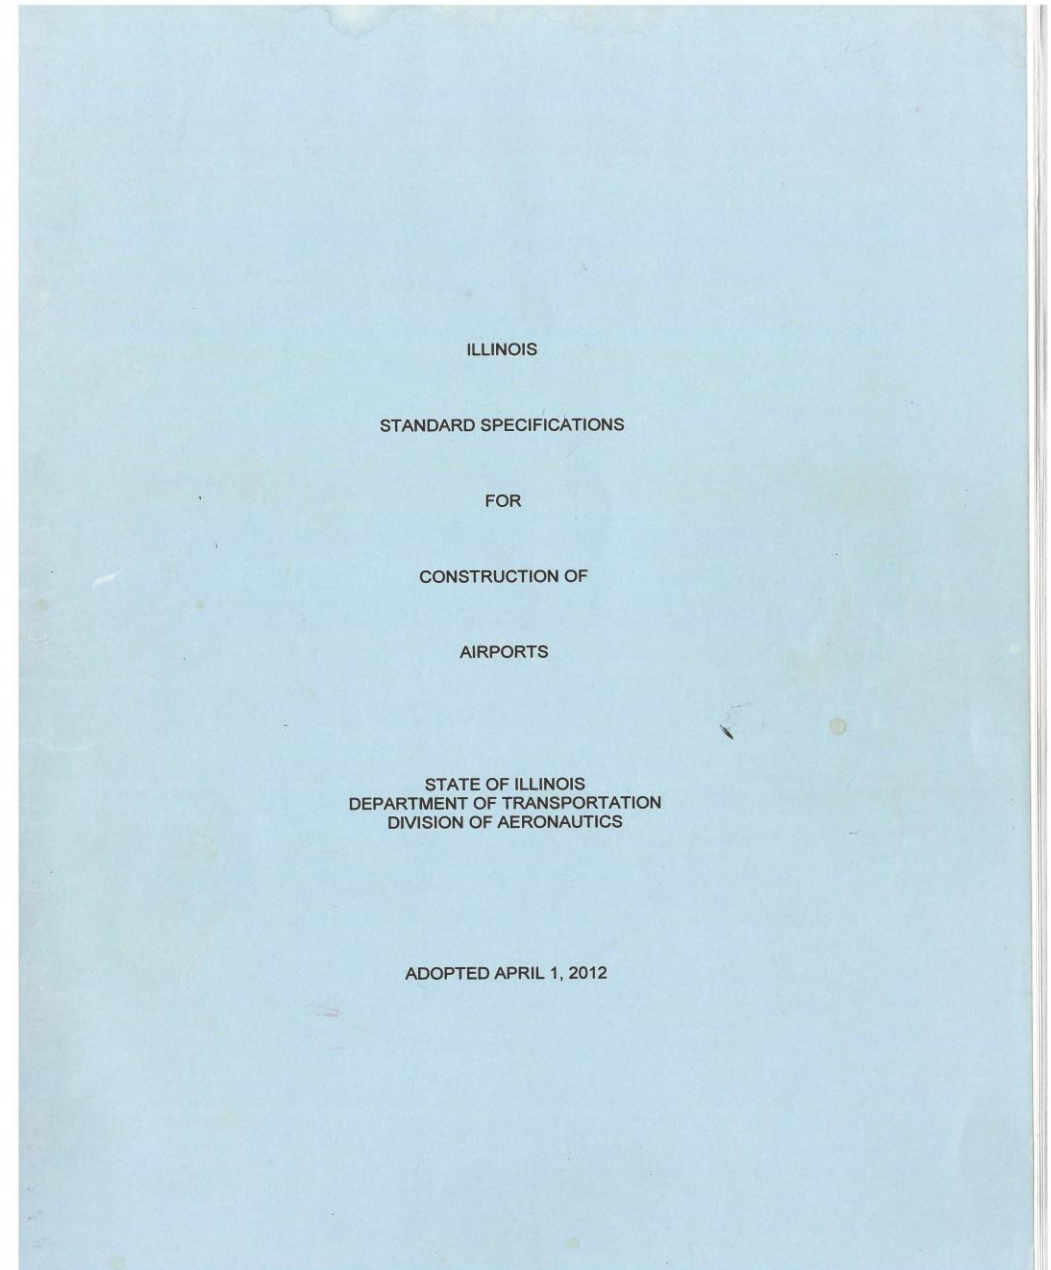 ILLINOIS
STANDARD SPECIFICATIONS
FOR
CONSTRUCTION OF
AIRPORTS
STATE OF ILLINOIS
DEPARTMENT OF TRANSPORTATION
DIVISION OF AERONAUTICS
ADOPTED APRIL 1, 2012